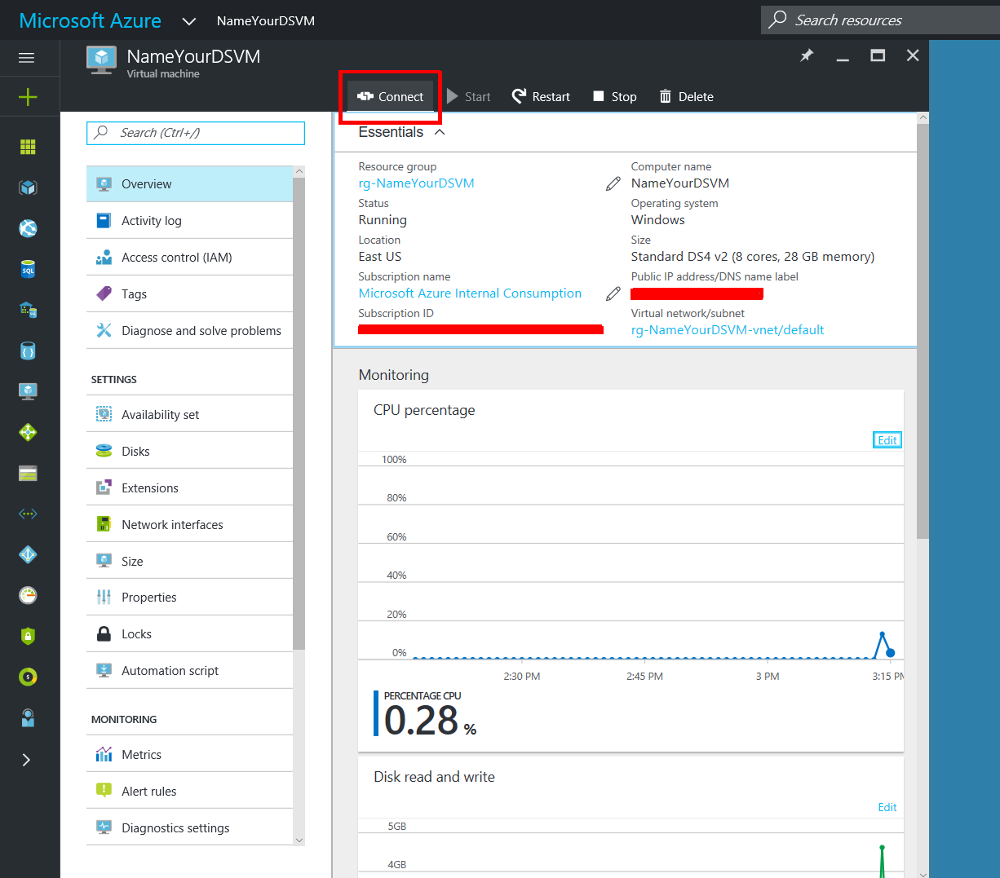 Microsoft Azure
NameYourDSVM
Search resources
NameYourDSVM
Virtual machine
Connect
Start
Restart
Stop
Delete
Search (Ctrl+/)
Overview
Activity log
Access control (IAM)
Tags
Diagnose and solve problems
SETTINGS
Availability set
Disks
Extensions
Network interfaces
Size
Properties
Locks
Automation script
MONITORING
Metrics
Alert rules
Diagnostics settings
Essentials
Resource group
rg-NameYourDSVM
Status
Running
Location
East US
Subscription name
Microsoft Azure Internal Consumption
Subscription ID
Computer name
NameYourDSVM
Operating system
Windows
Size
Standard DS4 v2 (8 cores, 28 GB memory)
Public IP address/DNS name label
Virtual network/subnet
rg-NameYourDSVM-vnet/default
Monitoring
CPU percentage
Edit
100%
80%
60%
40%
20%
0%
2:30 PM
2:45 PM
3 PM
3:15 PM
PERCENTAGE CPU
0.28 %
Disk read and write
Edit
5GB
4GB
SQL